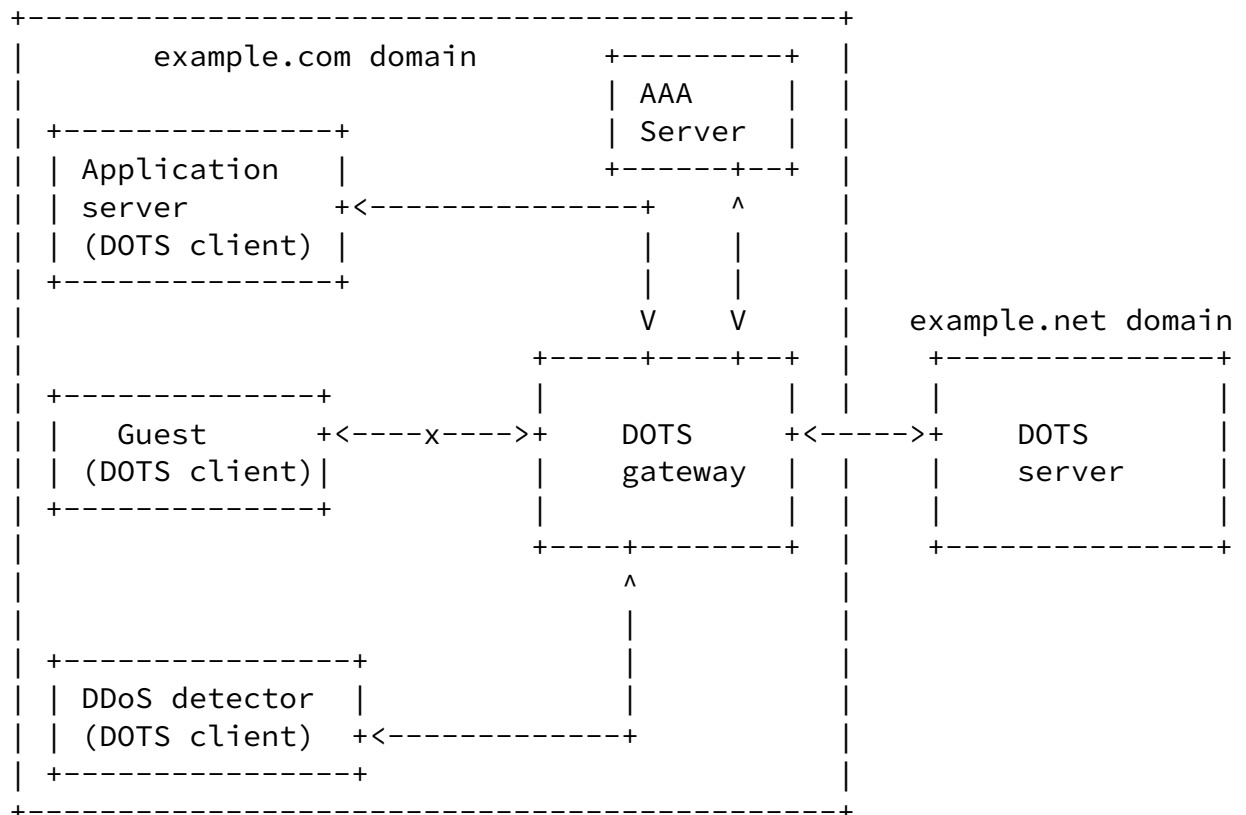 example.com domain
AAA
Server
Application
server
(DOTS client)
example.net domain
Guest
(DOTS client)
x
DOTS
gateway
DOTS
server
DDoS detector
(DOTS client)